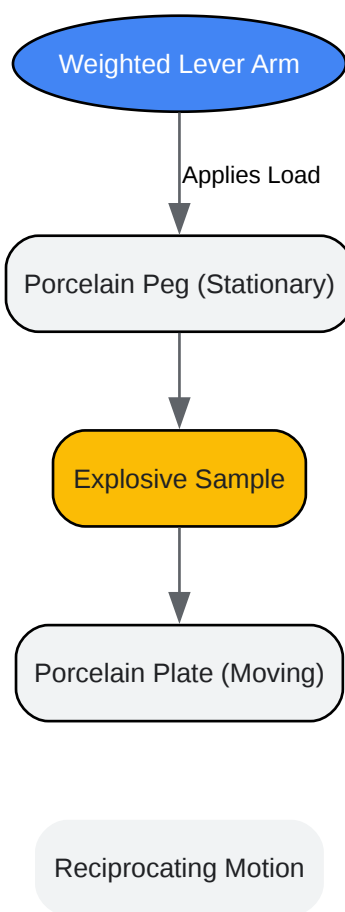 Weighted Lever Arm
Applies Load
Porcelain Peg (Stationary)
Explosive Sample
Porcelain Plate (Moving)
Reciprocating Motion